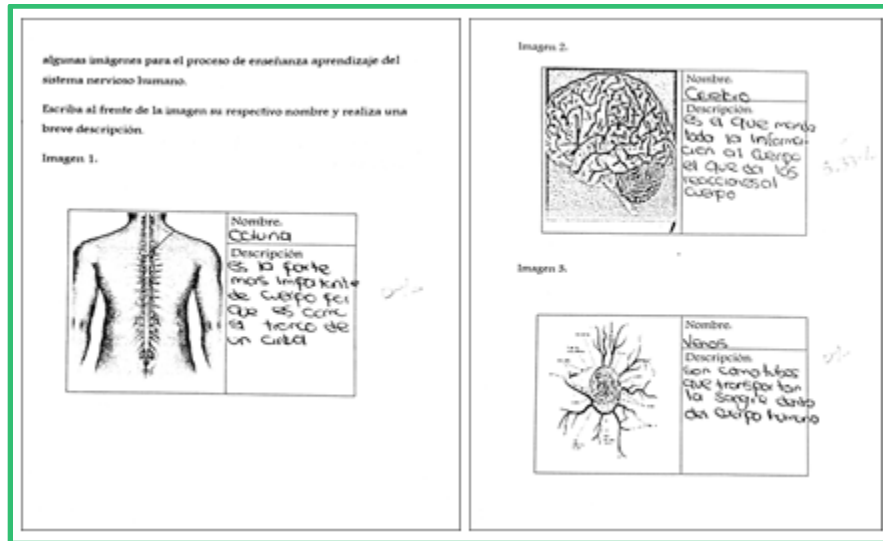 algunas imágenes para el proceso de enseñanza aprendizaje del
sistema nervioso humano.
Escriba al frente de la imagen su respectivo nombre y realiza una
breve descripción.
Imagen 1.
Nombre.
Coluna
Descripción
es la parte
mas importante
de cuerpo por
que es como
el tronco de
un arbol
Imagen 2.
Nombre.
Cerebro
Descripción.
es el que manda
toda la informa-
cion al cuerpo
el que da las
reacciones al
cuerpo
Imagen 3.
Nombre.
Venas
Descripción.
son como tubos
que transportan
la sangre dentro
del cuerpo humano